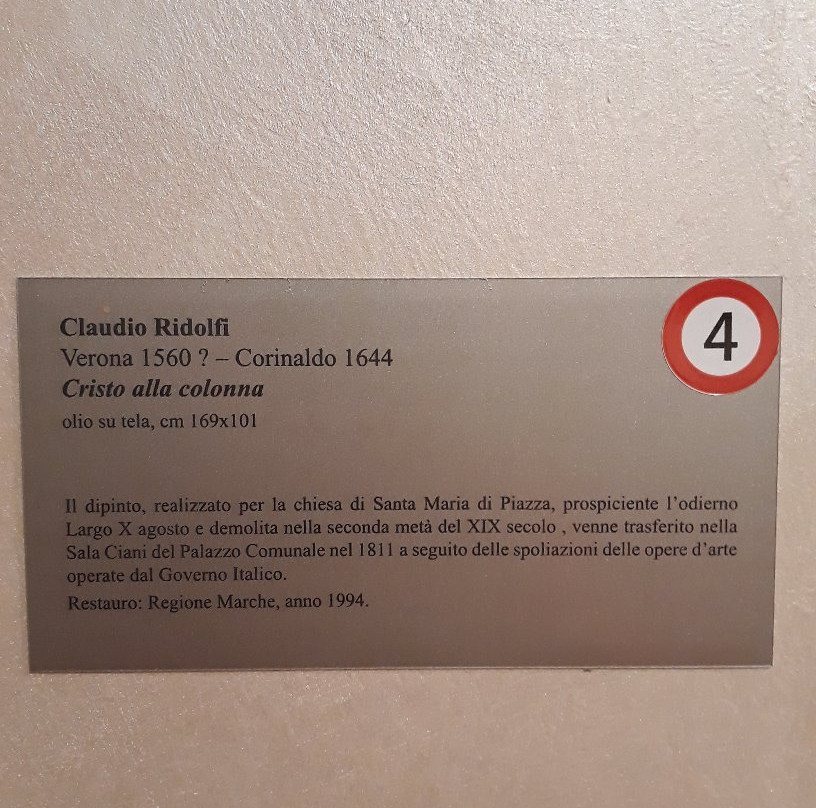 Claudio Ridolfi
Verona 1560 ? – Corinaldo 1644
Cristo alla colonna
olio su tela, cm 169x101
4
Il dipinto, realizzato per la chiesa di Santa Maria di Piazza, prospiciente l’odierno
Largo X agosto e demolita nella seconda metà del XIX secolo , venne trasferito nella
Sala Ciani del Palazzo Comunale nel 1811 a seguito delle spoliazioni delle opere d’arte
operate dal Governo Italico.
Restauro: Regione Marche, anno 1994.